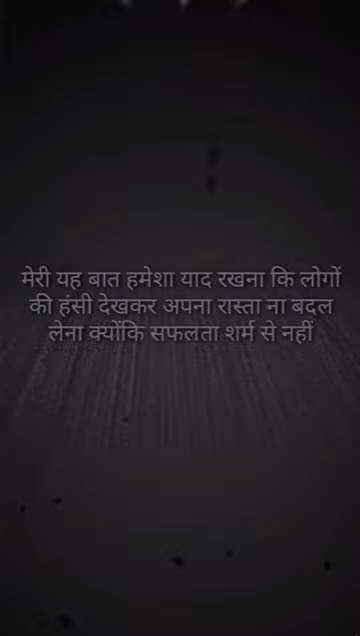 मेरी यह बात हमेशा याद रखना कि लोगों
की हंसी देखकर अपना रास्ता ना बदल
लेना क्योंकि सफलता शर्म से नहीं